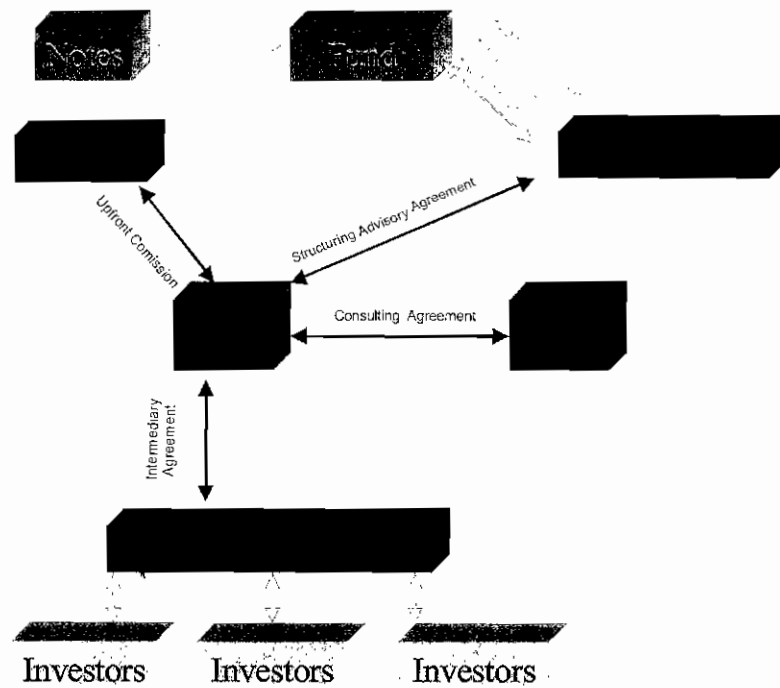 Notes
Fund
Upfront Comission
Structuring Advisory Agreement
Consulting Agreement
Intermediary
Agreement
Investors
Investors
Investors